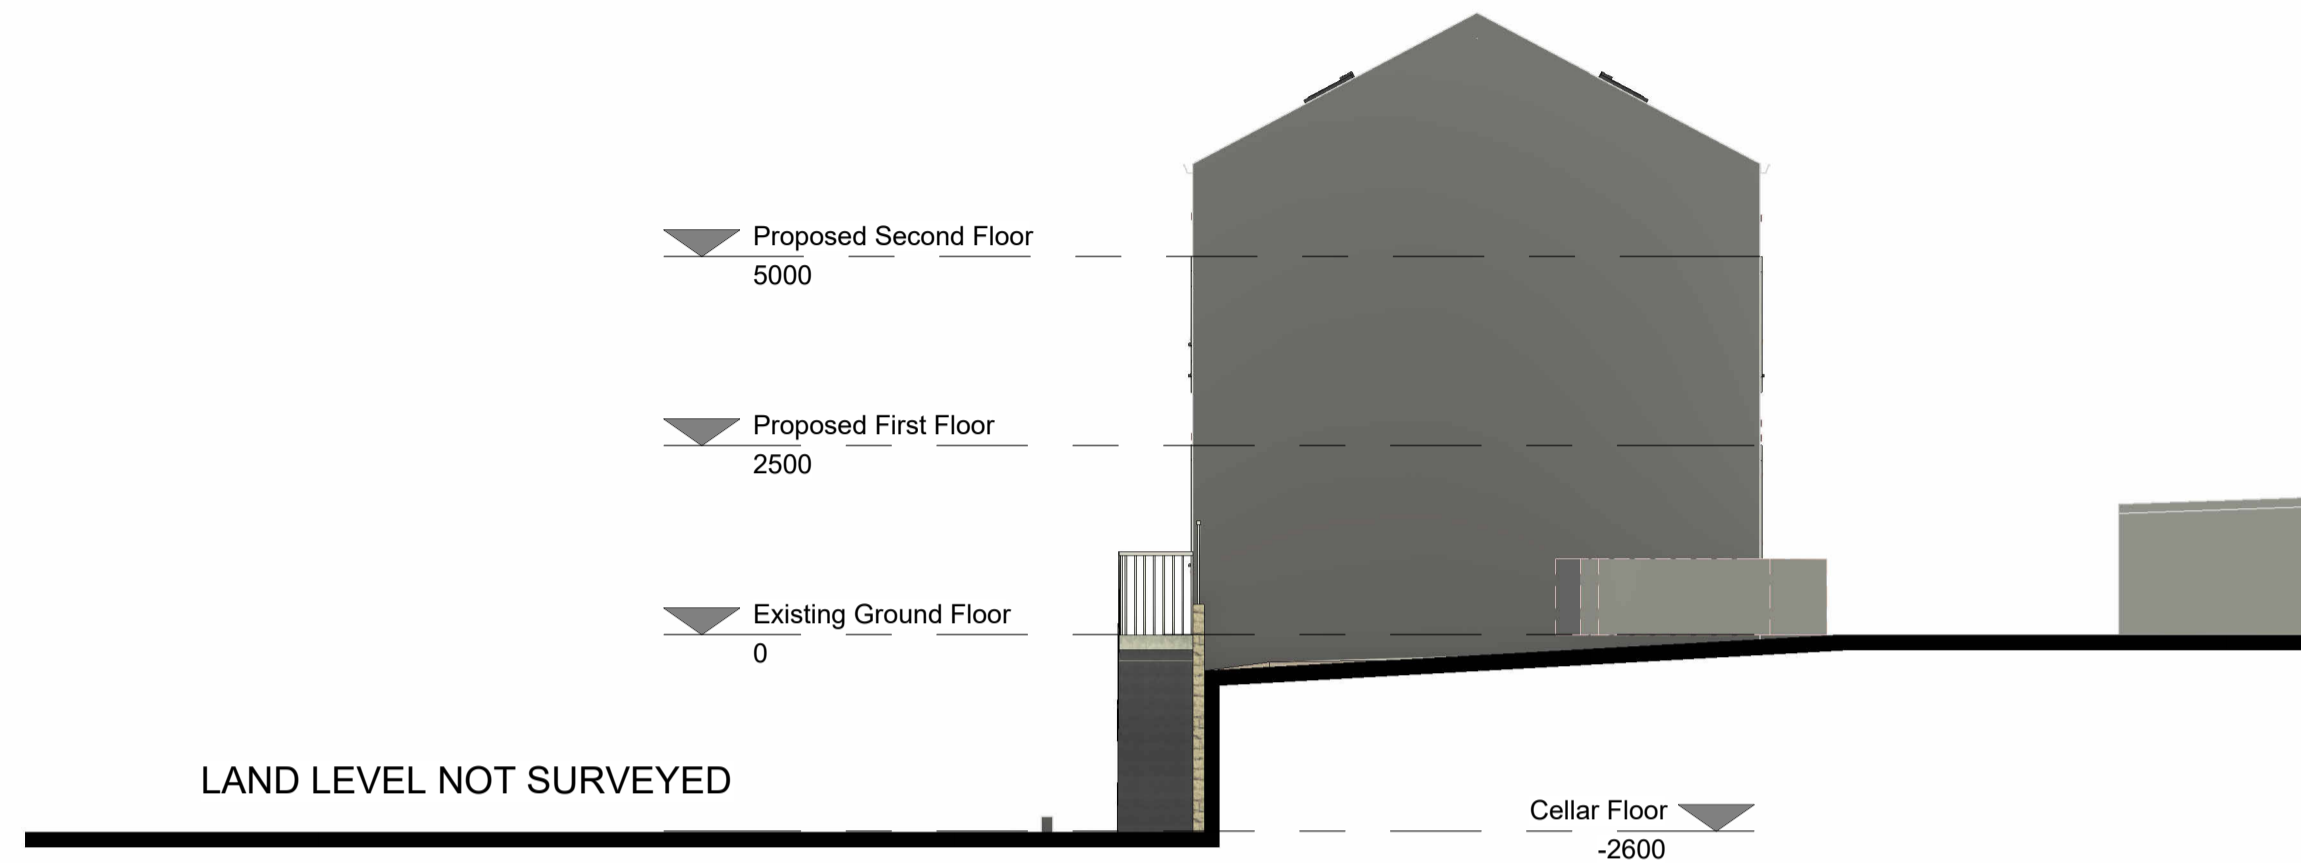 Proposed Second Floor
5000
Proposed First Floor
2500
Existing Ground Floor
0
LAND LEVEL NOT SURVEYED
Cellar Floor
-2600